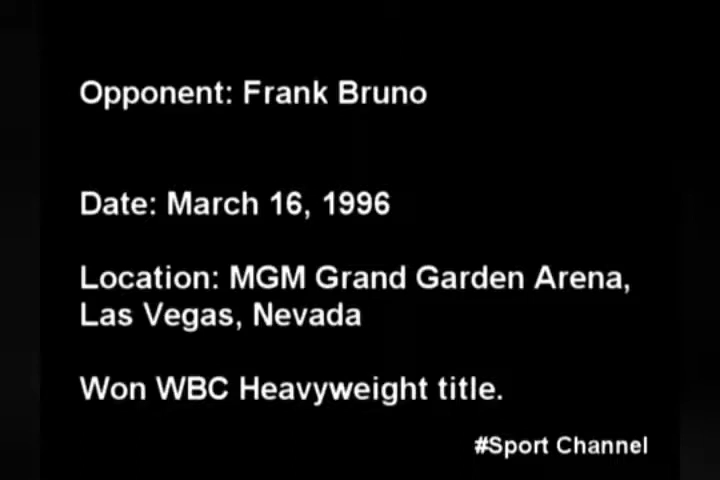 Opponent: Frank Bruno
Date: March 16, 1996
Location: MGM Grand Garden Arena,
Las Vegas, Nevada
Won WBC Heavyweight title.
#Sport Channel